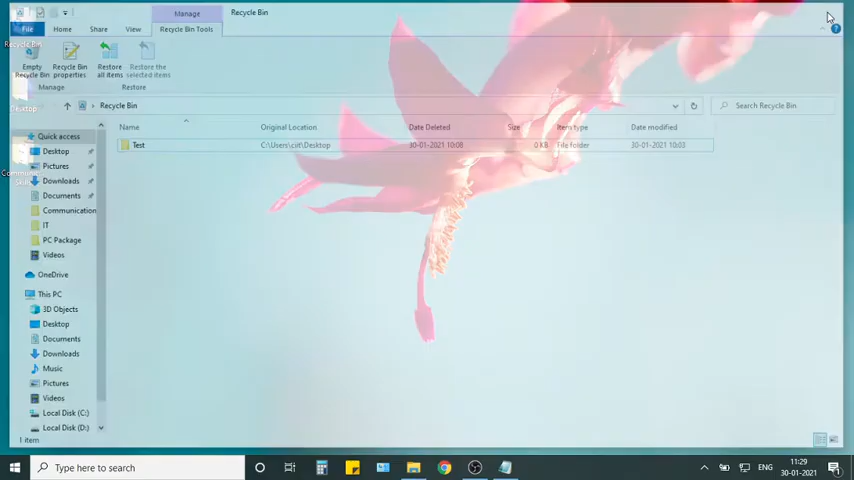 Manage
Recycle Bin
File
Home
Share
View
Recycle Bin Tools
Recycle Bin
Empty
Recycle Bin
Recycle Bin
properties
Restore
all items
Restore the
selected items
Manage
Restore
Desktop
Recycle Bin
Search Recycle Bin
Name
Original Location
Date Deleted
Size
Item type
Date modified
Test
C:\Users\ciit\Desktop
30-01-2021 10:08
0 KB
File folder
30-01-2021 10:03
Quick access
Desktop
Pictures
Downloads
Documents
Communication
IT
PC Package
Videos
OneDrive
This PC
3D Objects
Desktop
Documents
Downloads
Music
Pictures
Videos
Local Disk (C:)
Local Disk (D:)
1 item
Type here to search
ENG
11:29
30-01-2021
1